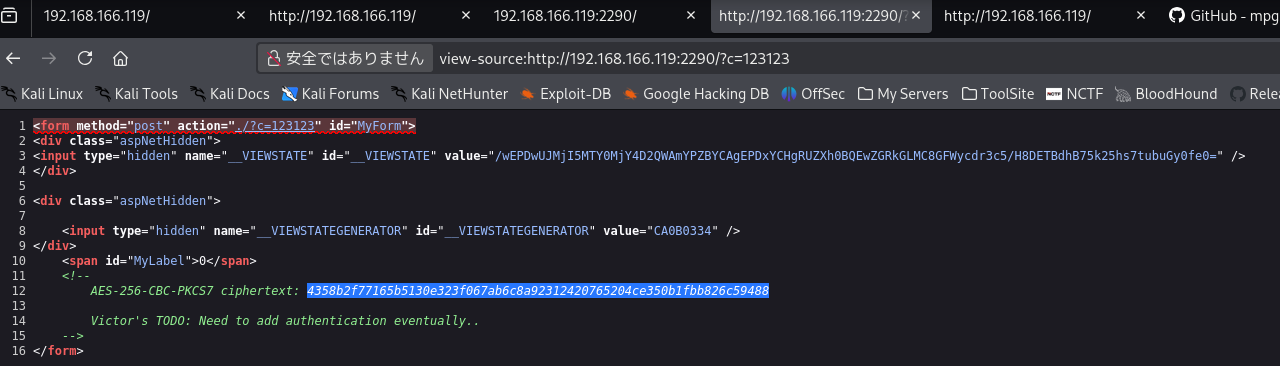 192.168.166.119/ × http://192.168.166.119/ × 192.168.166.119:2290/ × http://192.168.166.119:2290/? × http://192.168.166.119/ × GitHub - mpg
安全ではありません view-source:http://192.168.166.119:2290/?c=123123
Kali Linux Kali Tools Kali Docs Kali Forums Kali NetHunter Exploit-DB Google Hacking DB OffSec My Servers ToolSite NCTF NCTF BloodHound Relea
1 <form method="post" action="./?c=123123" id="MyForm">
2 <div class="aspNetHidden">
3 <input type="hidden" name="__VIEWSTATE" id="__VIEWSTATE" value="/wEPDwUJMjI5MTY0MjY4D2QWAmYPZBYCAgEPDxYCHgRUZXh0BQEwZGRkGLMC8GFWycdr3c5/H8DETBdhB75k25hs7tubuGy0fe0=" />
4 </div>
5
6 <div class="aspNetHidden">
7
8 <input type="hidden" name="__VIEWSTATEGENERATOR" id="__VIEWSTATEGENERATOR" value="CA0B0334" />
9 </div>
10 <span id="MyLabel">0</span>
11 <!--
12 AES-256-CBC-PKCS7 ciphertext: 4358b2f77165b5130e323f067ab6c8a92312420765204ce350b1fbb826c59488
13
14 Victor's TODO: Need to add authentication eventually..
15 -->
16 </form>